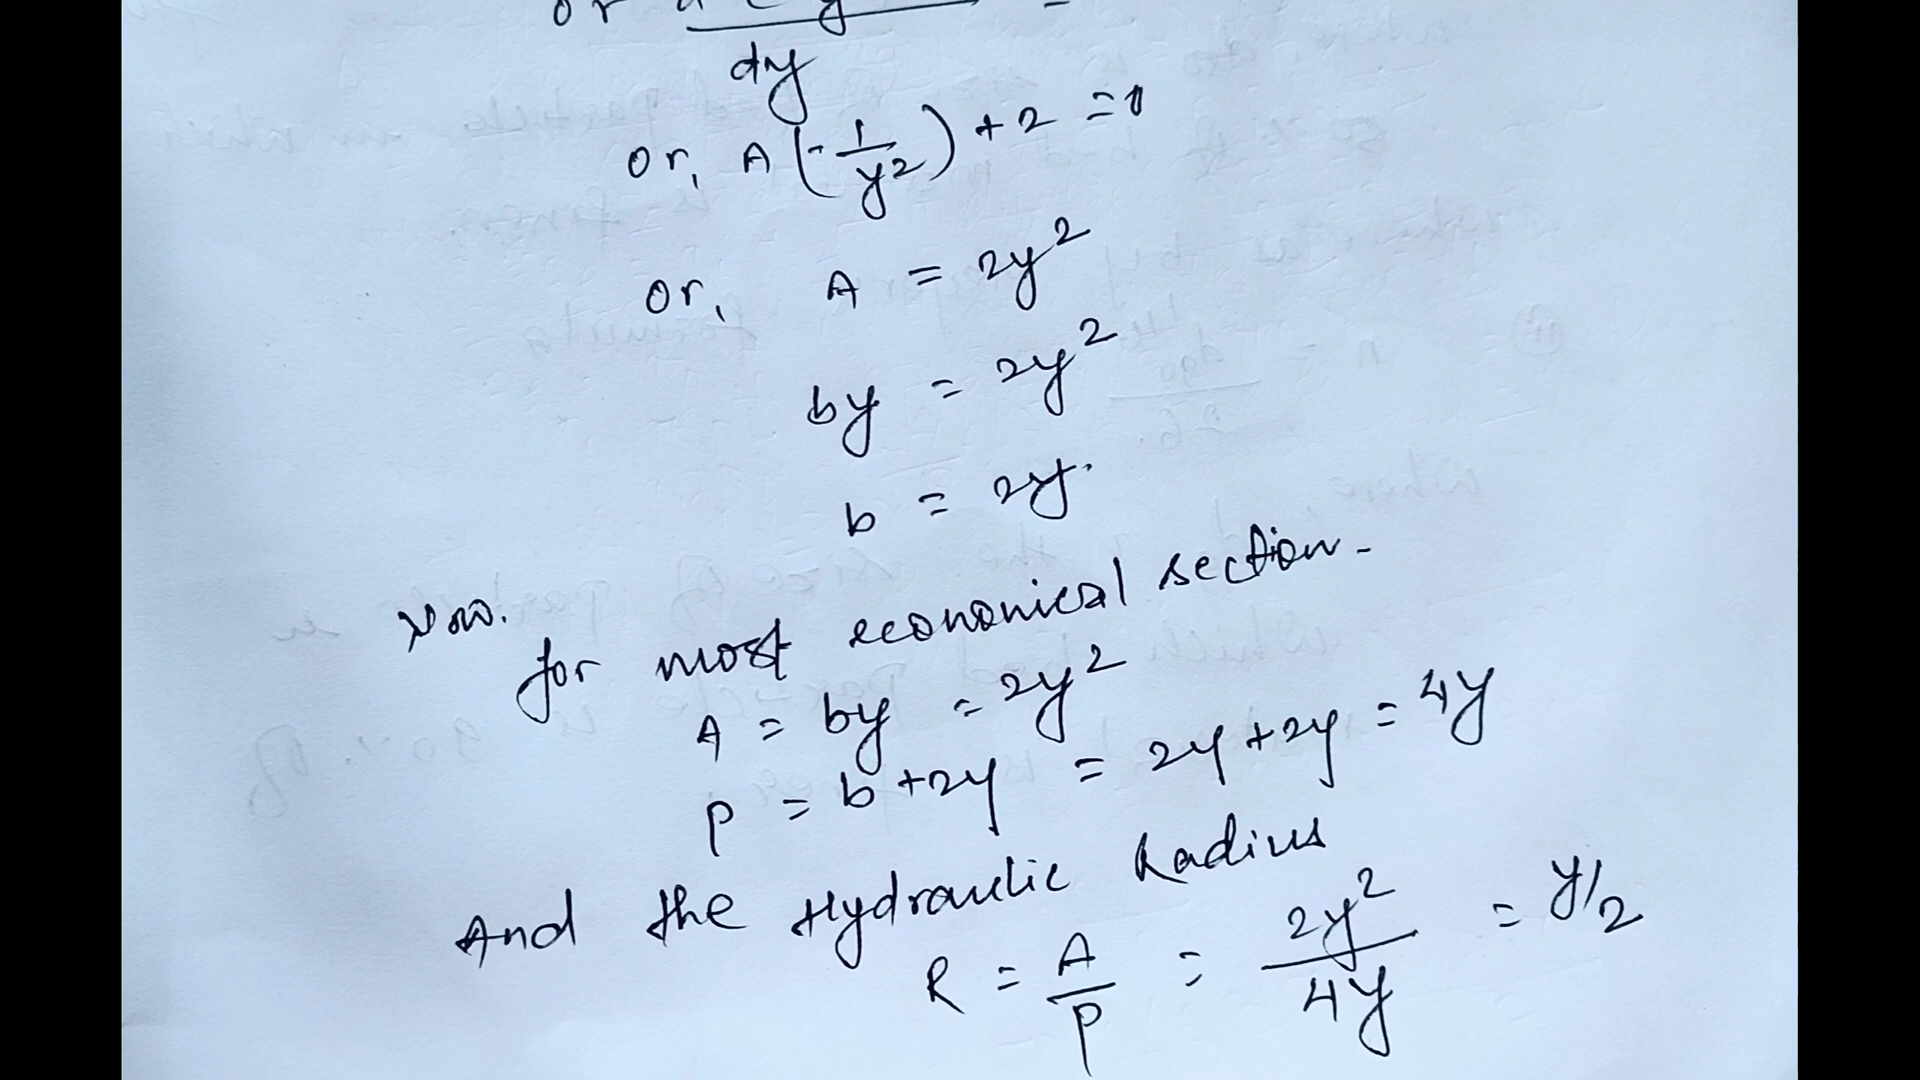 or
dy
or, A (-1/y²) + 2 = 0
or, A = 2y²
by = 2y²
b = 2y.
Now.
for most economical section-
A = by = 2y²
P = b+2y = 2y+2y = 4y
And the Hydraulic Radius
R = A/P = 2y²/4y = y/2